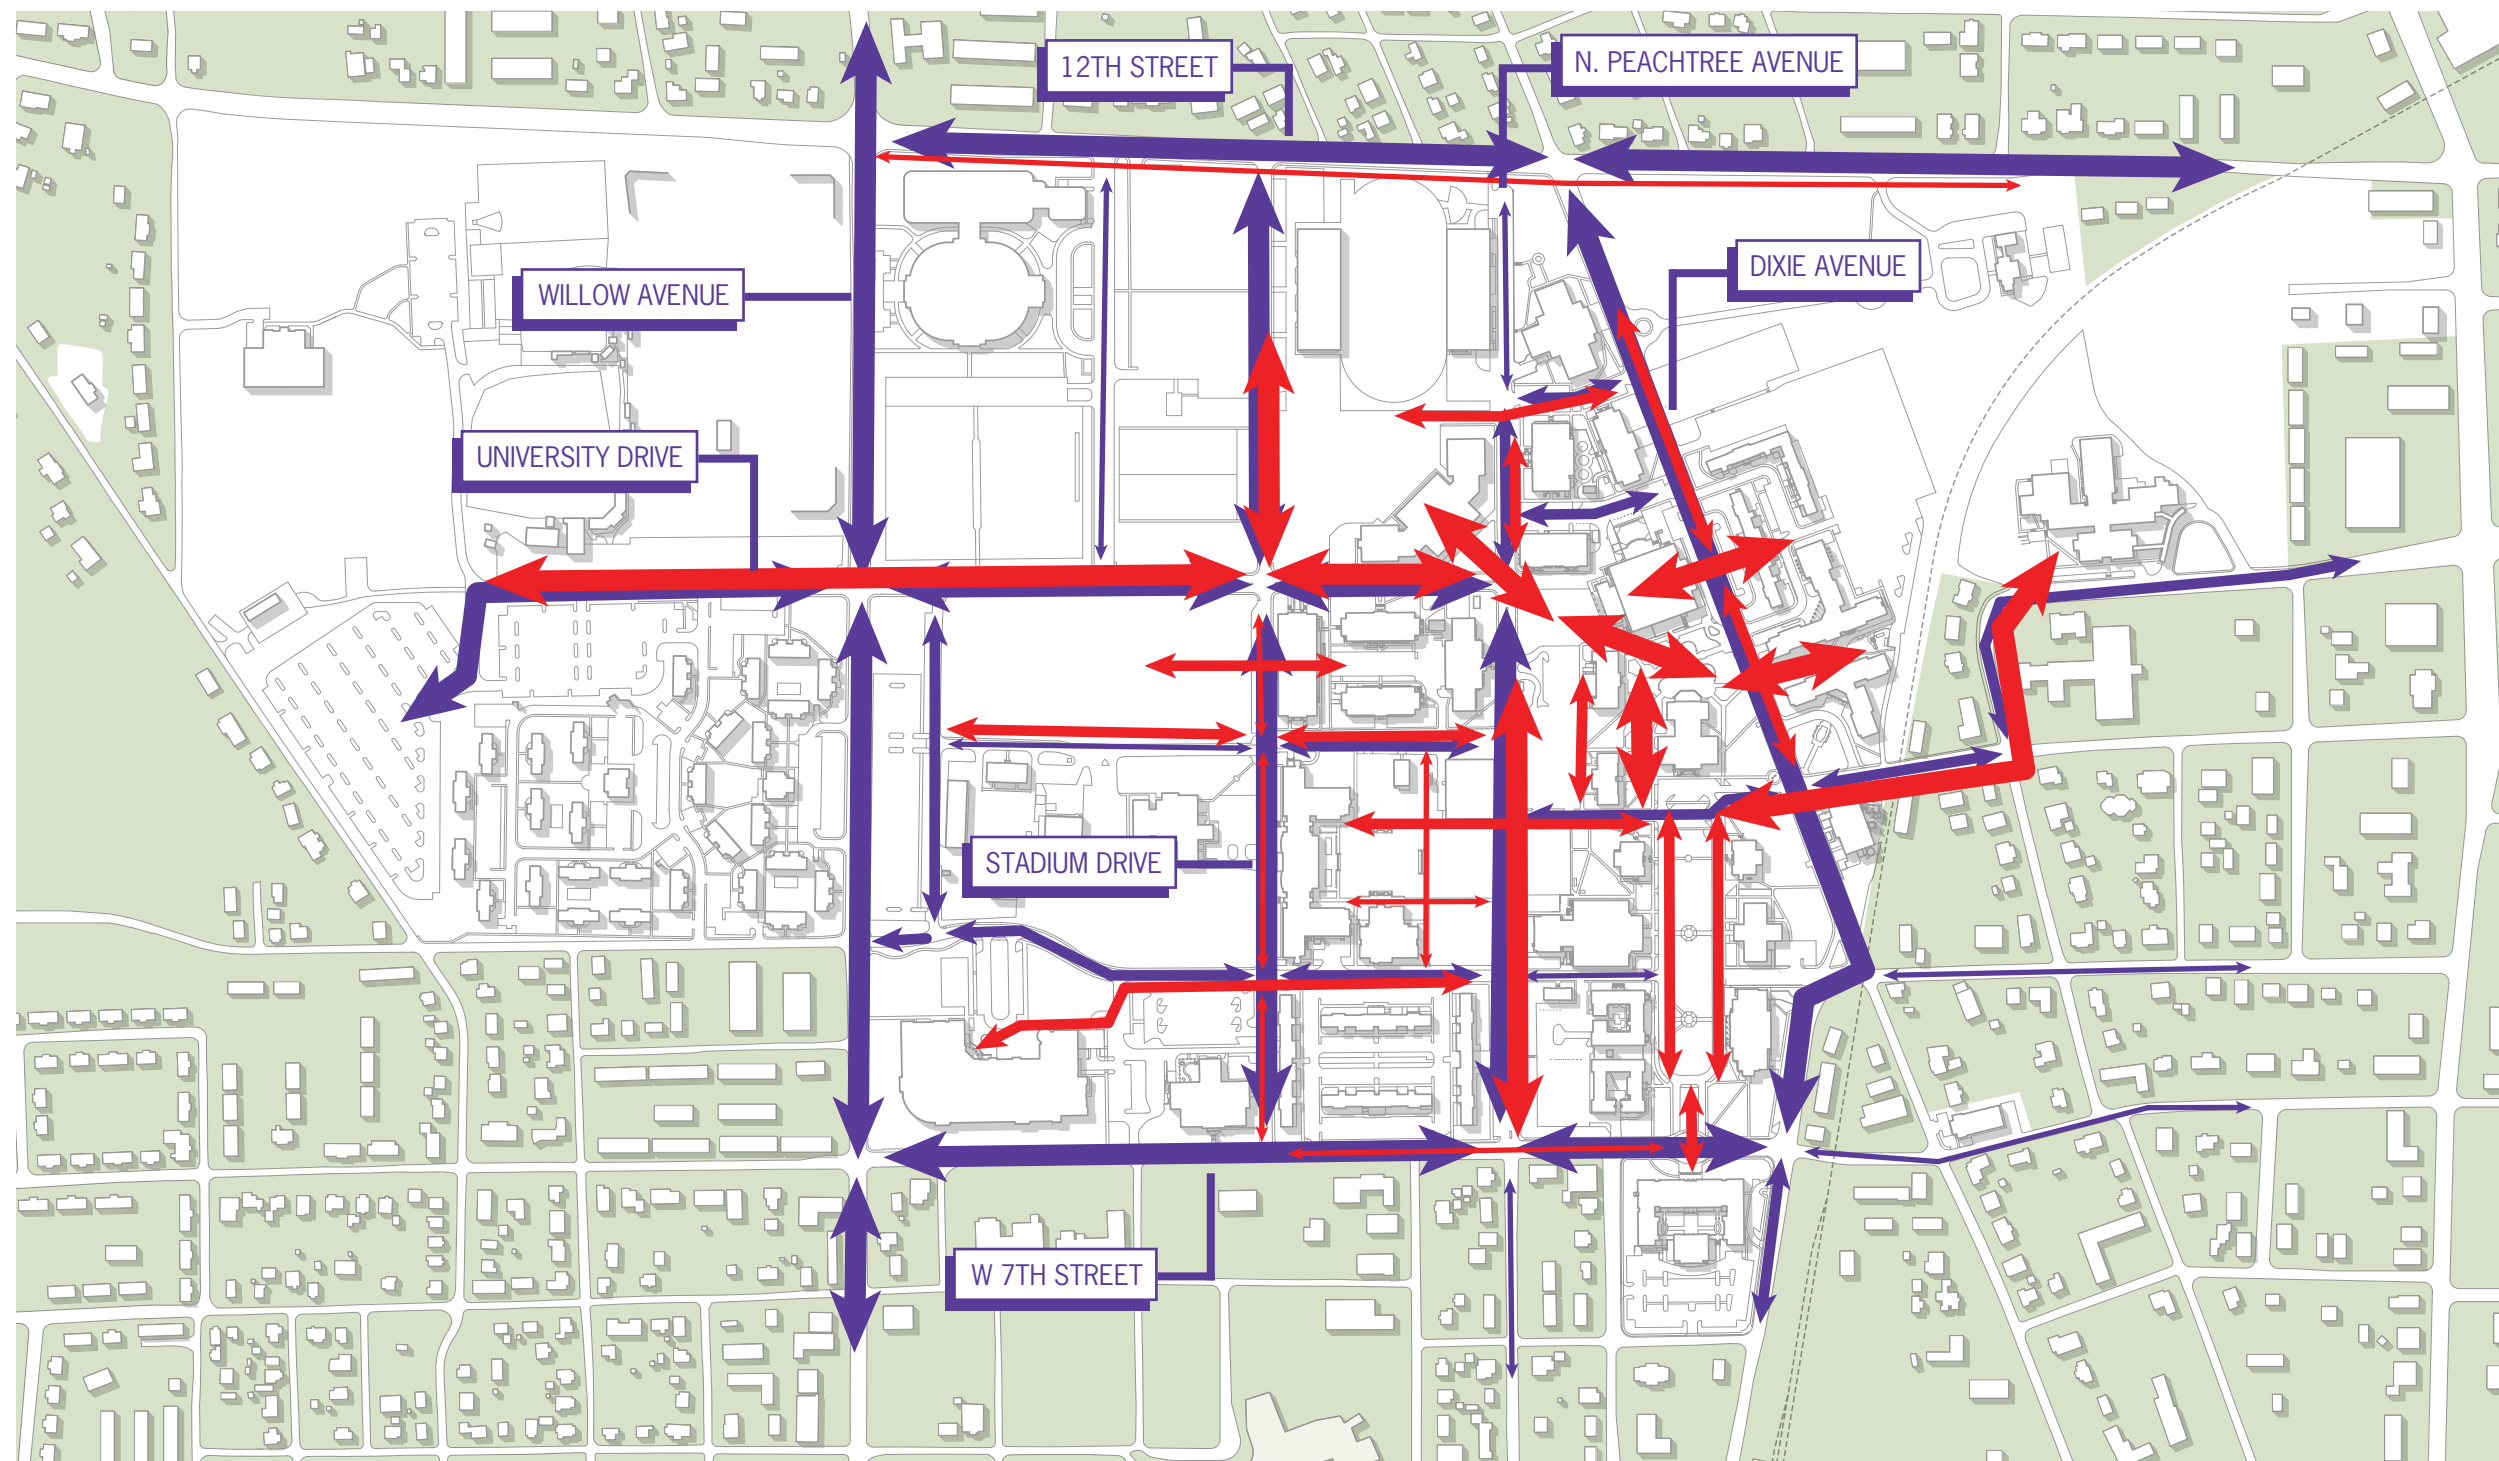 12TH STREET
N. PEACHTREE AVENUE
DIXIE AVENUE
WILLOW AVENUE
UNIVERSITY DRIVE
STADIUM DRIVE
W 7TH STREET